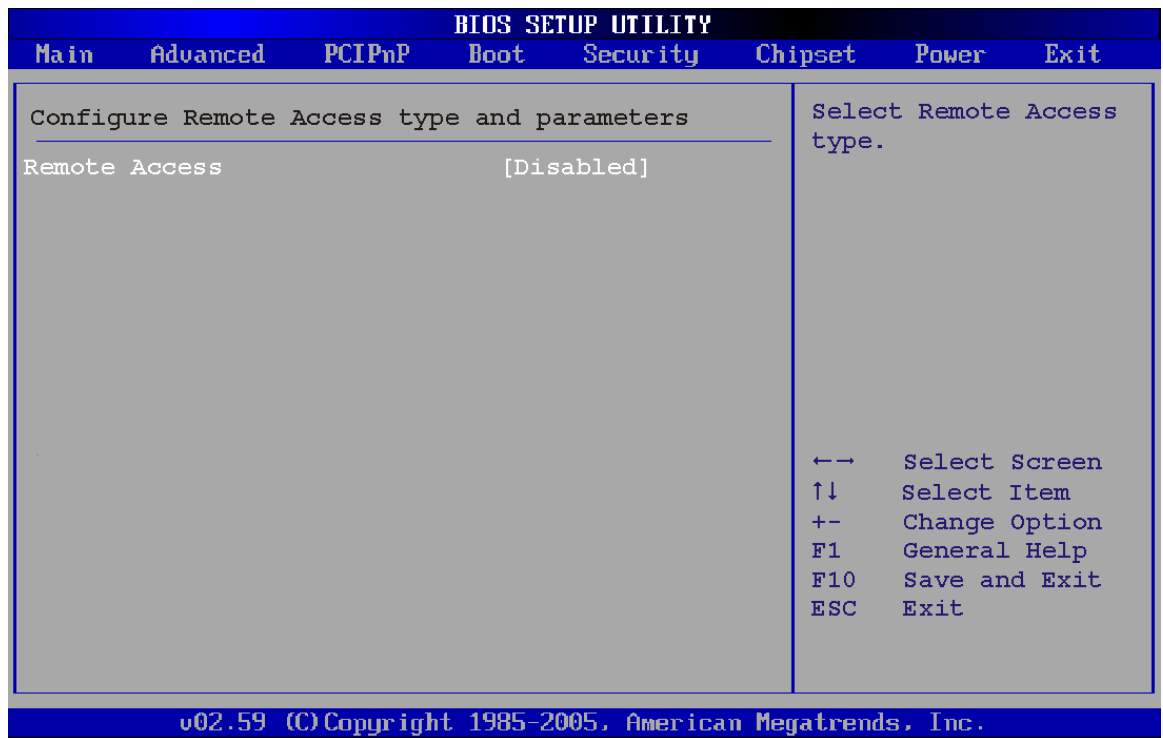 BIOS SETUP UTILITY
Main Advanced PCIPnP Boot Security Chipset Power Exit
Configure Remote Access type and parameters
Remote Access [Disabled]
Select Remote Access
type.
←→ Select Screen
↑↓ Select Item
+- Change Option
F1 General Help
F10 Save and Exit
ESC Exit
v02.59 (C)Copyright 1985-2005, American Megatrends, Inc.